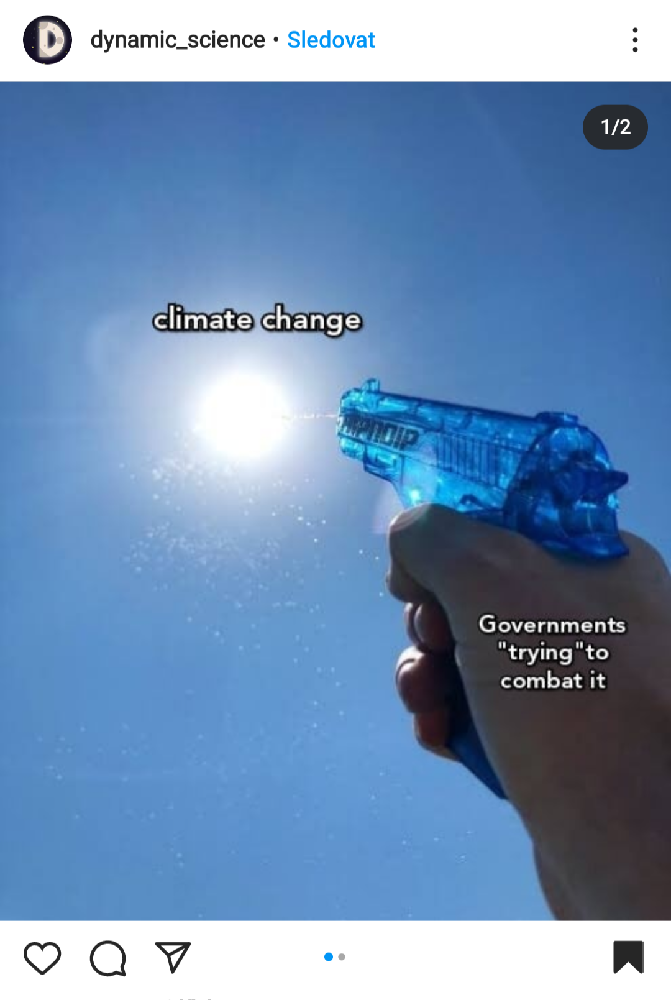 dynamic_science • Sledovat
1/2
climate change
Governments
"trying"to
combat it